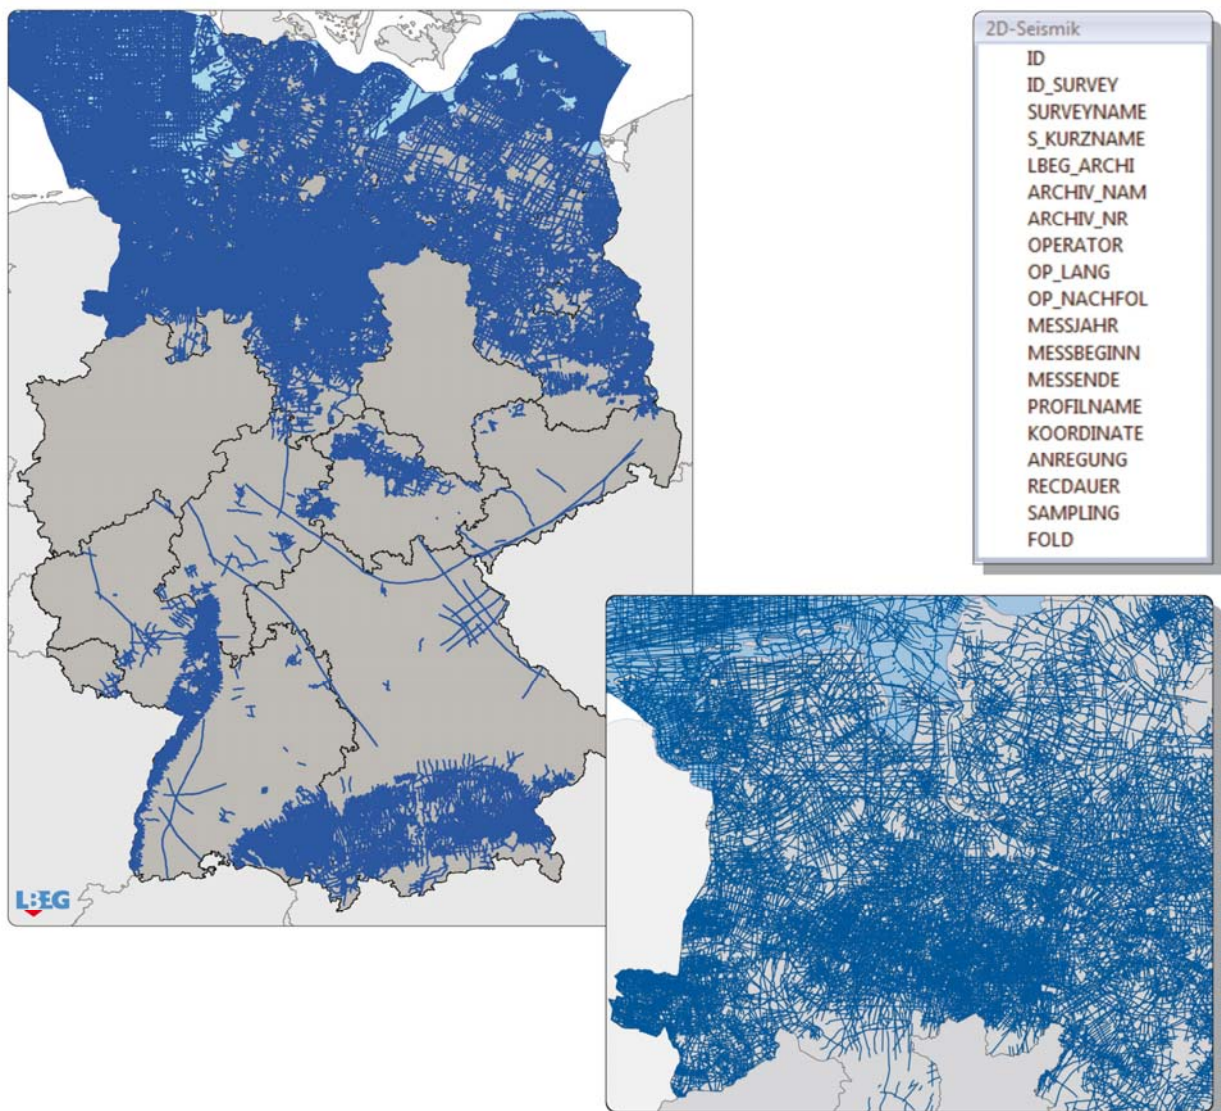 2D-Seismik
ID
ID_SURVEY
SURVEYNAME
S_KURZNAME
LBEG_ARCHI
ARCHIV_NAM
ARCHIV_NR
OPERATOR
OP_LANG
OP_NACHFOL
MESSJAHR
MESSBEGINN
MESSENDE
PROFILNAME
KOORDINATE
ANREGUNG
RECDAUER
SAMPLING
FOLD
LBEG